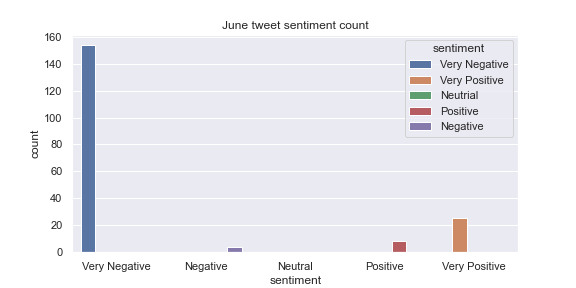 June tweet sentiment count
160
140
120
100
80
60
40
20
0
count
sentiment
Very Negative
Very Positive
Neutrial
Positive
Negative
Very Negative
Negative
Neutral
Positive
Very Positive
sentiment